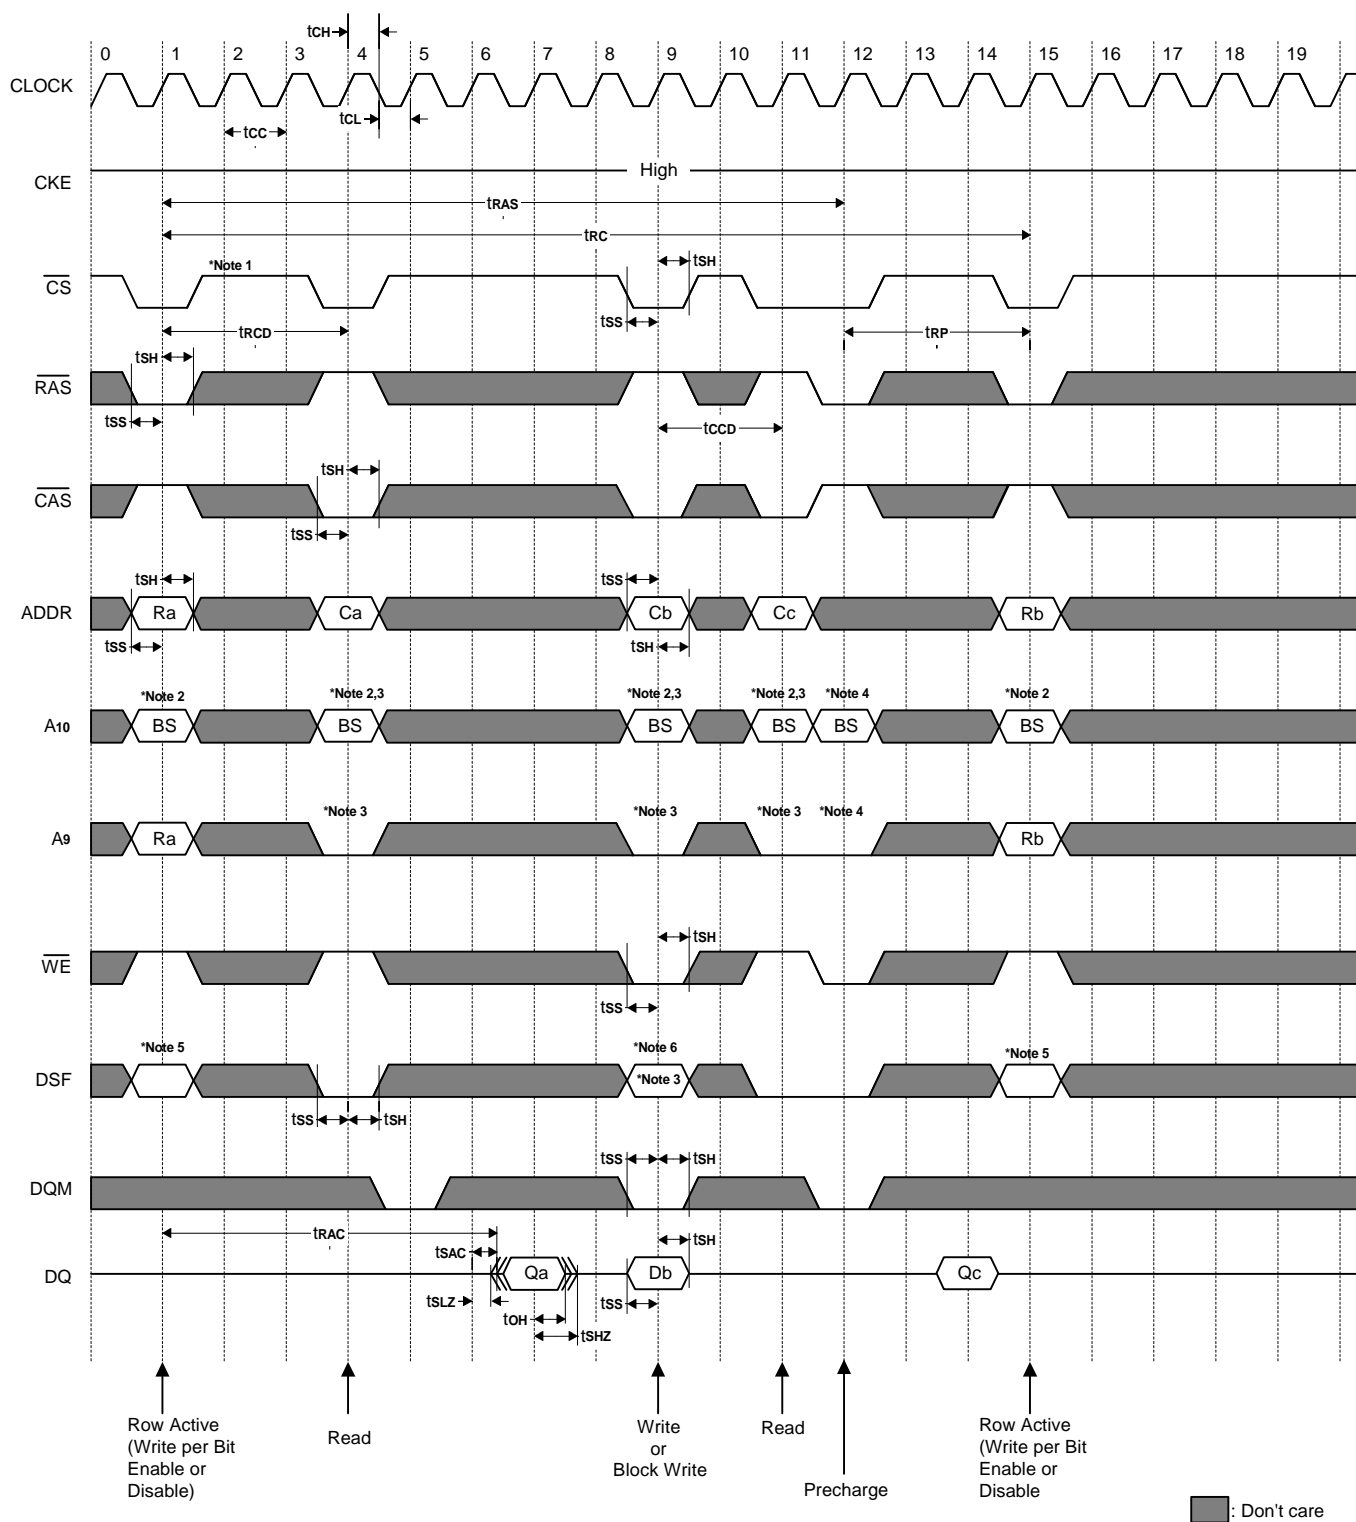 tCH
0 1 2 3 4 5 6 7 8 9 10 11 12 13 14 15 16 17 18 19
CLOCK
tCL
tCC
High
CKE
tRAS
tRC
*Note 1
tSH
CS
tSS
tRCD
tRP
tSH
RAS
tSS
tCCD
tSH
CAS
tSS
tSH
tSS
ADDR
Ra Ca Cb Cc Rb
tSS
tSH
*Note 2 *Note 2,3 *Note 2,3 *Note 2,3 *Note 4 *Note 2
A10
BS BS BS BS BS BS
*Note 3 *Note 3 *Note 3 *Note 4
A9
Ra Rb
tSH
WE
tSS
*Note 5 *Note 6 *Note 5
DSF
*Note 3
tSS tSH
tSS tSH
DQM
tRAC
tSAC
tSH
DQ
Qa Db Qc
tSLZ
tSS
tOH
tSHZ
Row Active
(Write per Bit
Enable or
Disable)
Read
Write
or
Block Write
Read
Precharge
Row Active
(Write per Bit
Enable or
Disable
: Don't care